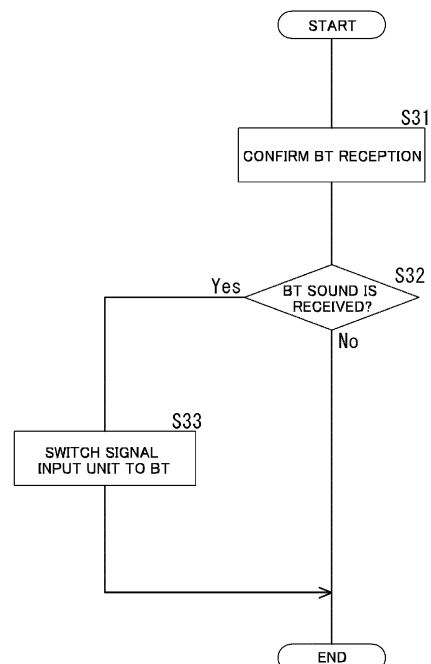 START
S31
CONFIRM BT RECEPTION
S32
BT SOUND IS
RECEIVED?
Yes
No
S33
SWITCH SIGNAL
INPUT UNIT TO BT
END